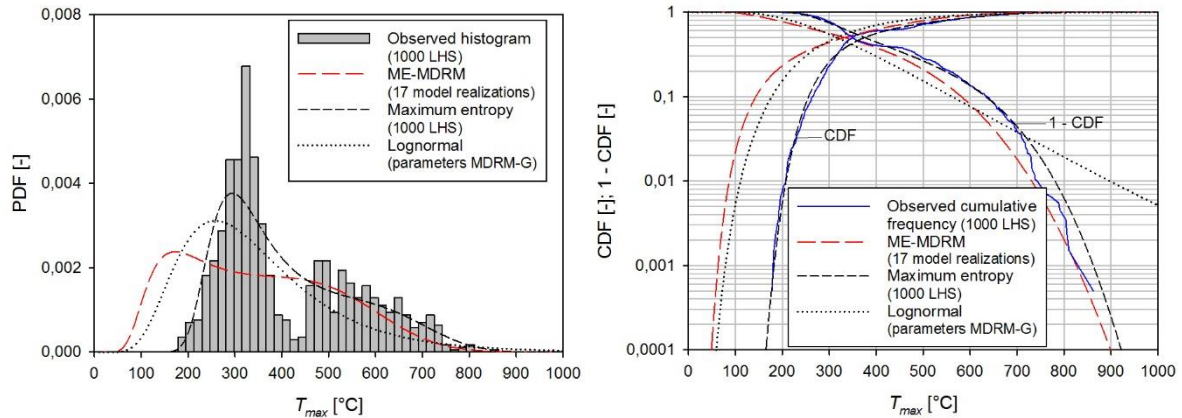 0,008
0,006
0,004
0,002
0,000
PDF [-]
Observed histogram
(1000 LHS)
ME-MDRM
(17 model realizations)
Maximum entropy
(1000 LHS)
Lognormal
(parameters MDRM-G)
0 100 200 300 400 500 600 700 800 900 1000
Tmax [°C]
1
0,1
0,01
0,001
0,0001
CDF [-]; 1 - CDF [-]
CDF
1 - CDF
Observed cumulative
frequency (1000 LHS)
ME-MDRM
(17 model realizations)
Maximum entropy
(1000 LHS)
Lognormal
(parameters MDRM-G)
0 100 200 300 400 500 600 700 800 900 1000
Tmax [°C]